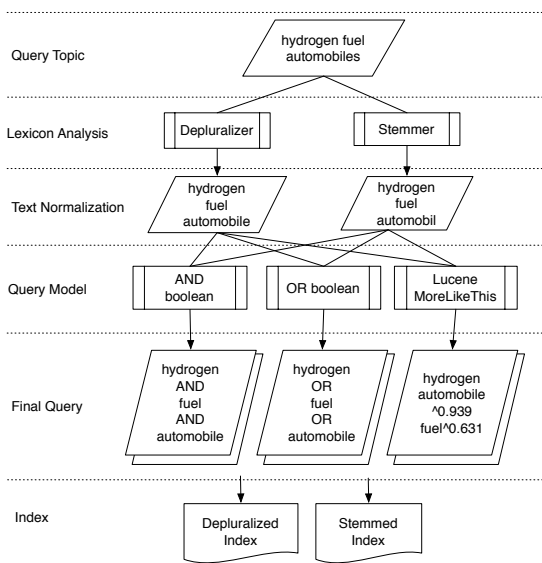 Query Topic
hydrogen fuel
automobiles
Lexicon Analysis
Depluralizer
Stemmer
Text Normalization
hydrogen
fuel
automobile
hydrogen
fuel
automobil
Query Model
AND
boolean
OR boolean
Lucene
MoreLikeThis
Final Query
hydrogen
AND
fuel
AND
automobile
hydrogen
OR
fuel
OR
automobile
hydrogen
automobile
^0.939
fuel^0.631
Index
Depluralized
Index
Stemmed
Index